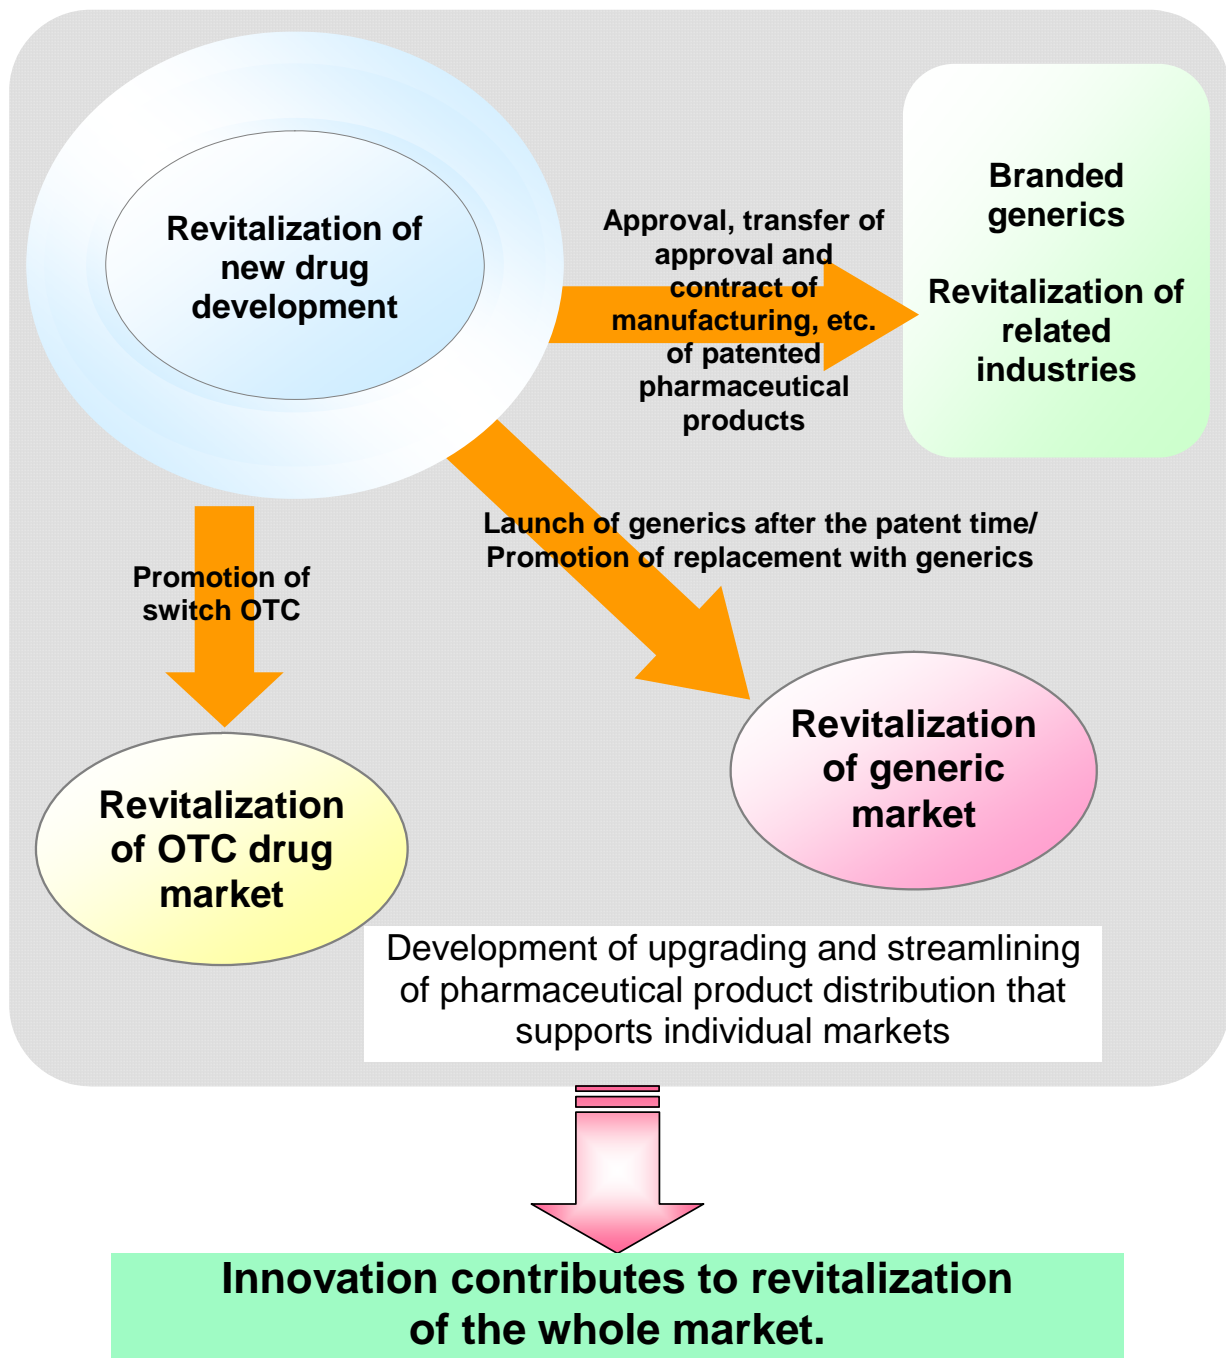 Revitalization of
new drug
development
Approval, transfer of
approval and
contract of
manufacturing, etc.
of patented
pharmaceutical
products
Branded
generics
Revitalization of
related
industries
Launch of generics after the patent time/
Promotion of replacement with generics
Promotion of
switch OTC
Revitalization
of generic
market
Revitalization
of OTC drug
market
Development of upgrading and streamlining
of pharmaceutical product distribution that
supports individual markets
Innovation contributes to revitalization
of the whole market.